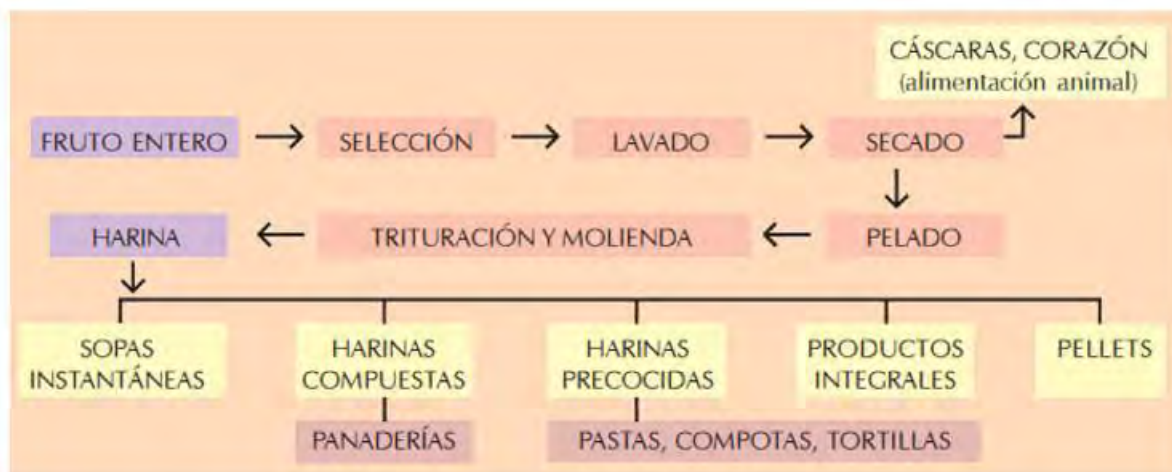 CÁSCARAS, CORAZÓN
(alimentación animal)
FRUTO ENTERO
SELECCIÓN
LAVADO
SECADO
HARINA
TRITURACIÓN Y MOLIENDA
PELADO
SOPAS
INSTANTÁNEAS
HARINAS
COMPUESTAS
HARINAS
PRECOCIDAS
PRODUCTOS
INTEGRALES
PELLETS
PANADERÍAS
PASTAS, COMPOTAS, TORTILLAS